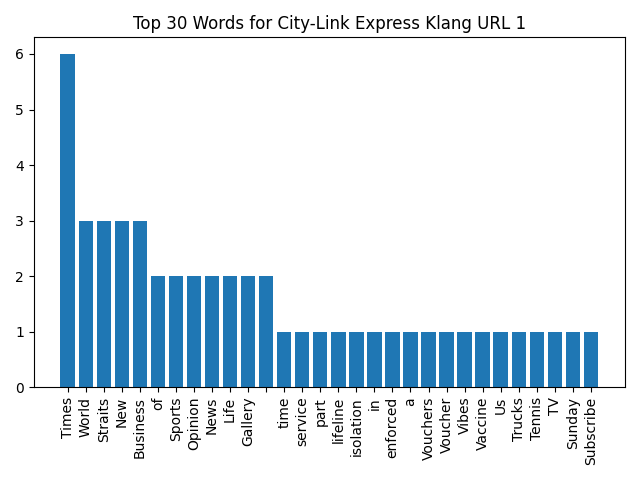 Top 30 Words for City-Link Express Klang URL 1
6
5
4
3
2
1
0
Times
World
Straits
New
Business
of
Sports
Opinion
News
Life
Gallery
time
service
part
lifeline
isolation
in
enforced
a
Vouchers
Voucher
Vibes
Vaccine
Us
Trucks
Tennis
TV
Sunday
Subscribe